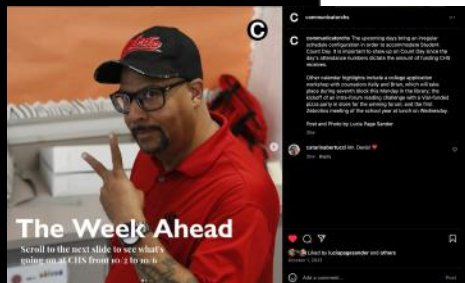 C
The Week Ahead
Scroll to the next slide to see what's
going on at CHS from 10/2 to 10/6
communicatorchs
communicatorchs The upcoming days bring an irregular
schedule configuration in order to accommodate Student
Count Day. It is important to show up on Count Day since the
day's attendance numbers dictate the amount of funding CHS
receives.
Other calendar highlights include a college application
workshop with counselors Kelly and Brian, which will take
place during seventh block this Monday in the library, the
kickoff of an intra-forum reading challenge with a
pizza party in store for the winning forum, and the first
meeting of the school year at lunch on Wednesday.
Post and Photo by Lucia Page Sander
Mr. Daniel
Reply
Liked by luciapagesander and others
October 1, 2023
Add a comment...
Post